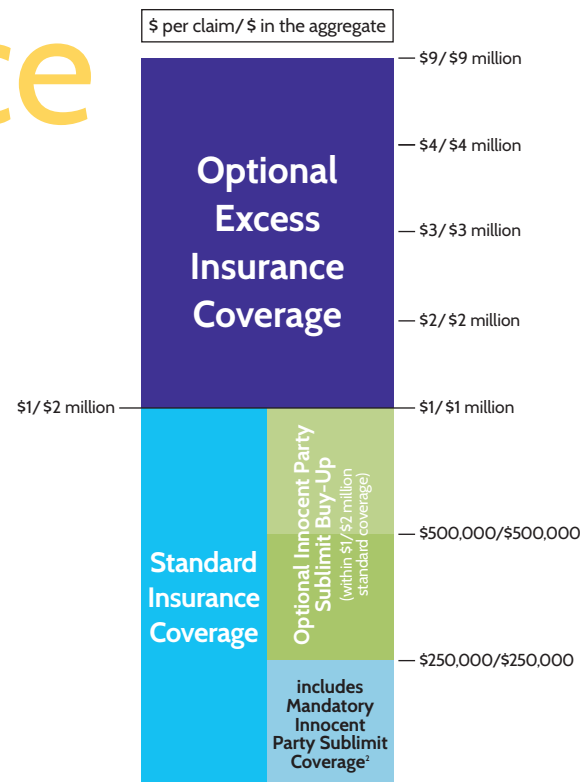 $ per claim/ $ in the aggregate
ce
$9/ $9 million
$4/ $4 million
Optional
Excess
Insurance
Coverage
$3/ $3 million
$2/ $2 million
$1/ $2 million
$1/ $1 million
Optional Innocent Party
Sublimit Buy-Up
(within $1/ $2 million
standard coverage)
$500,000/$500,000
Standard
Insurance
Coverage
$250,000/$250,000
includes
Mandatory
Innocent
Party Sublimit
Coverage²